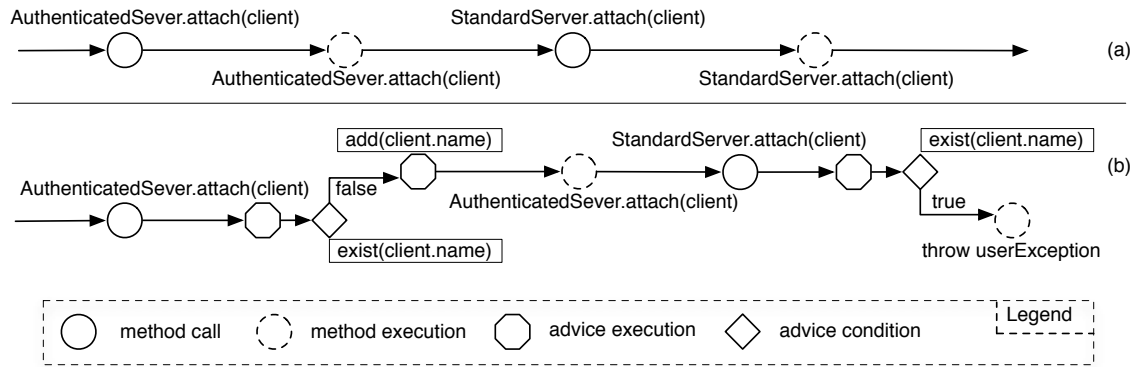 AuthenticatedSever.attach(client)
StandardServer.attach(client)
(a)
AuthenticatedSever.attach(client)
StandardServer.attach(client)
add(client.name)
StandardServer.attach(client)
exist(client.name)
(b)
AuthenticatedSever.attach(client)
false
AuthenticatedSever.attach(client)
true
exist(client.name)
throw userException
Legend
method call
method execution
advice execution
advice condition